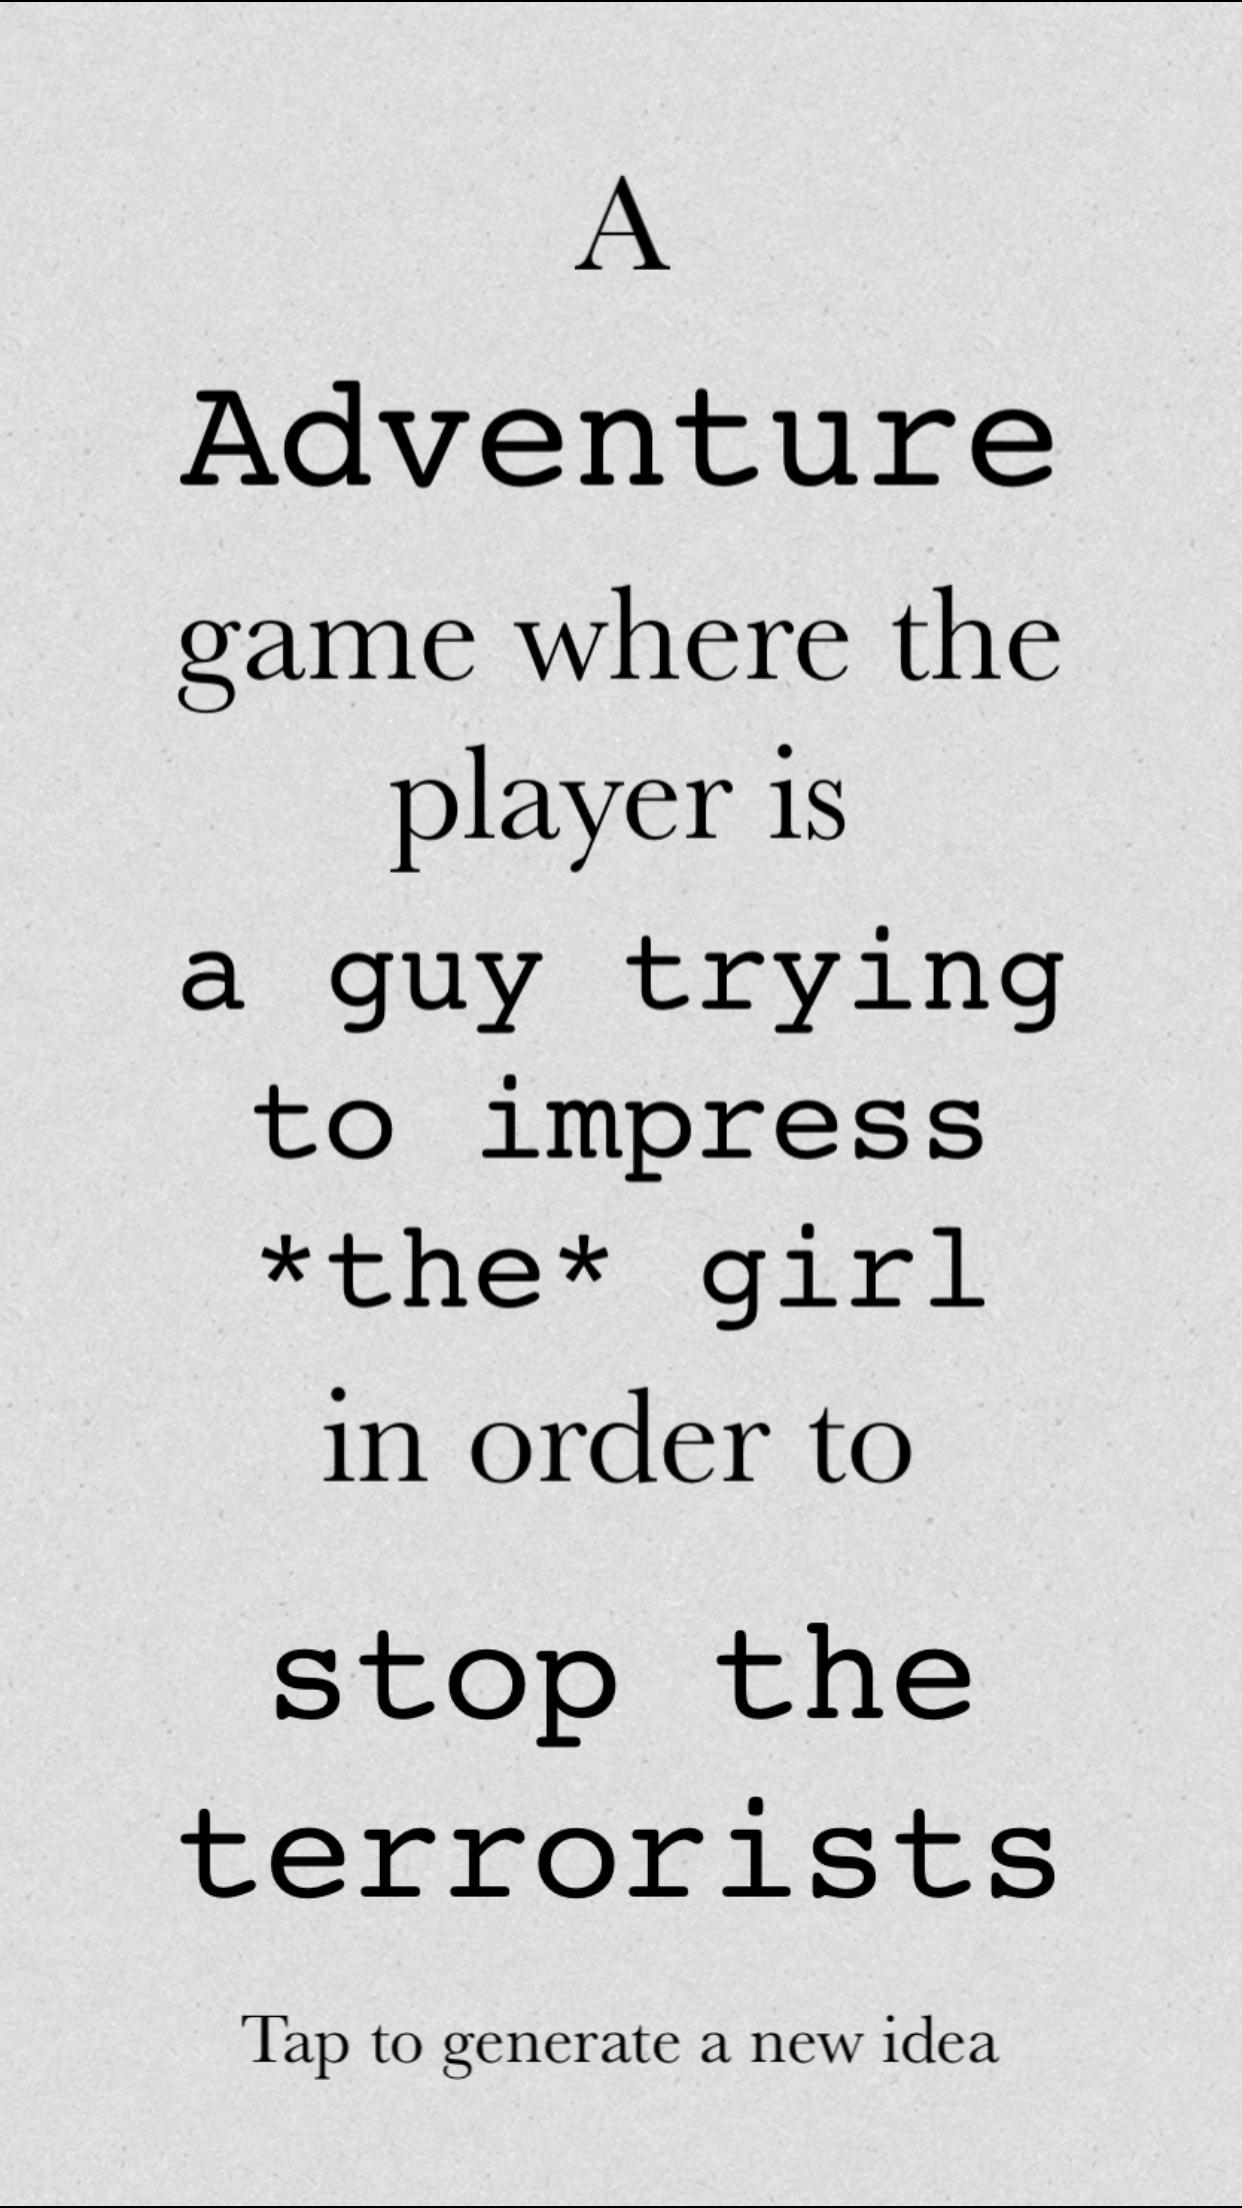 A
Adventure
game where the
player is
a guy trying
to impress
*the* girl
in order to
stop the
terrorists
Tap to generate a new idea